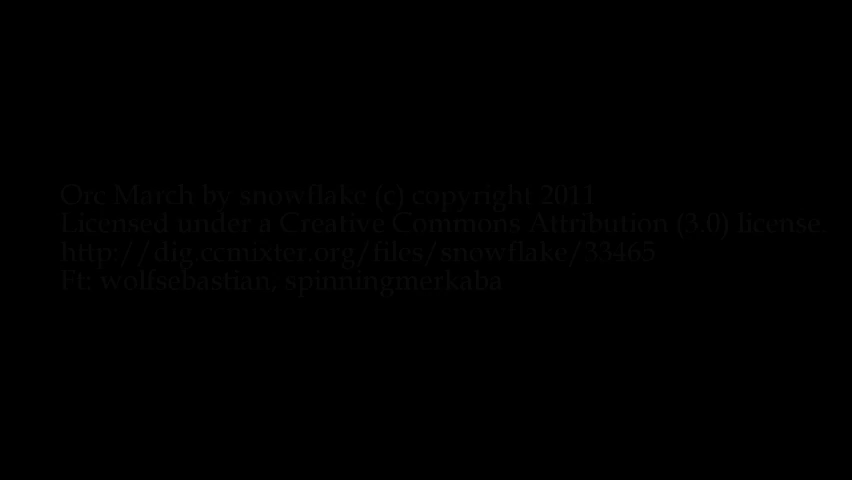 Orc March by snowflake (c) copyright 2011
Licensed under a Creative Commons Attribution (3.0) license.
http://dig.ccmixter.org/files/snowflake/33465
Ft: wolfsebastian, spinningmerkaba